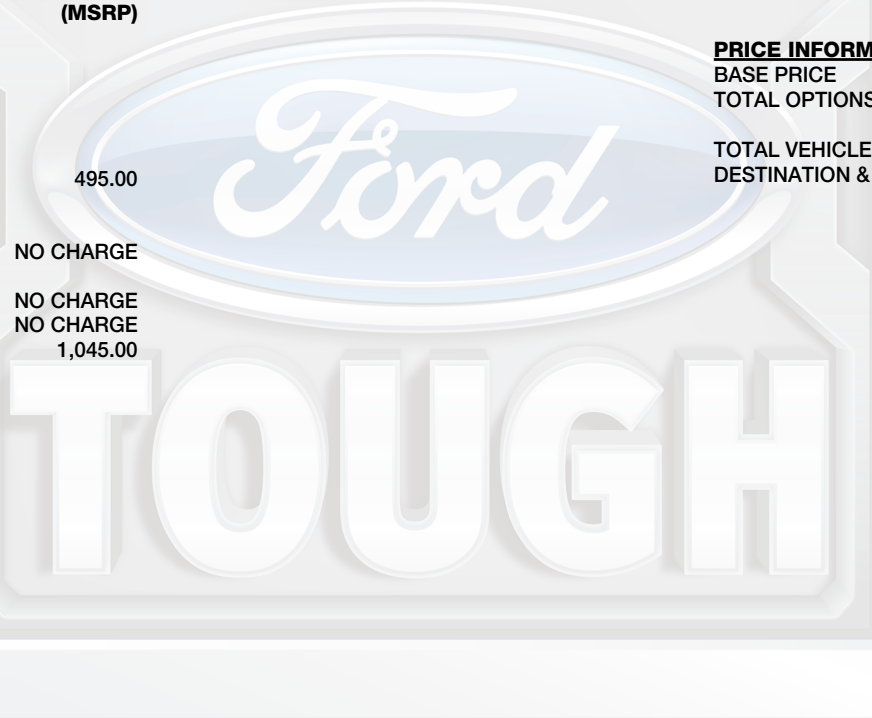 (MSRP)
495.00
NO CHARGE
NO CHARGE
NO CHARGE
1,045.00
PRICE INFORM
BASE PRICE
TOTAL OPTIONS
TOTAL VEHICLE
DESTINATION &
Ford
TOUGH